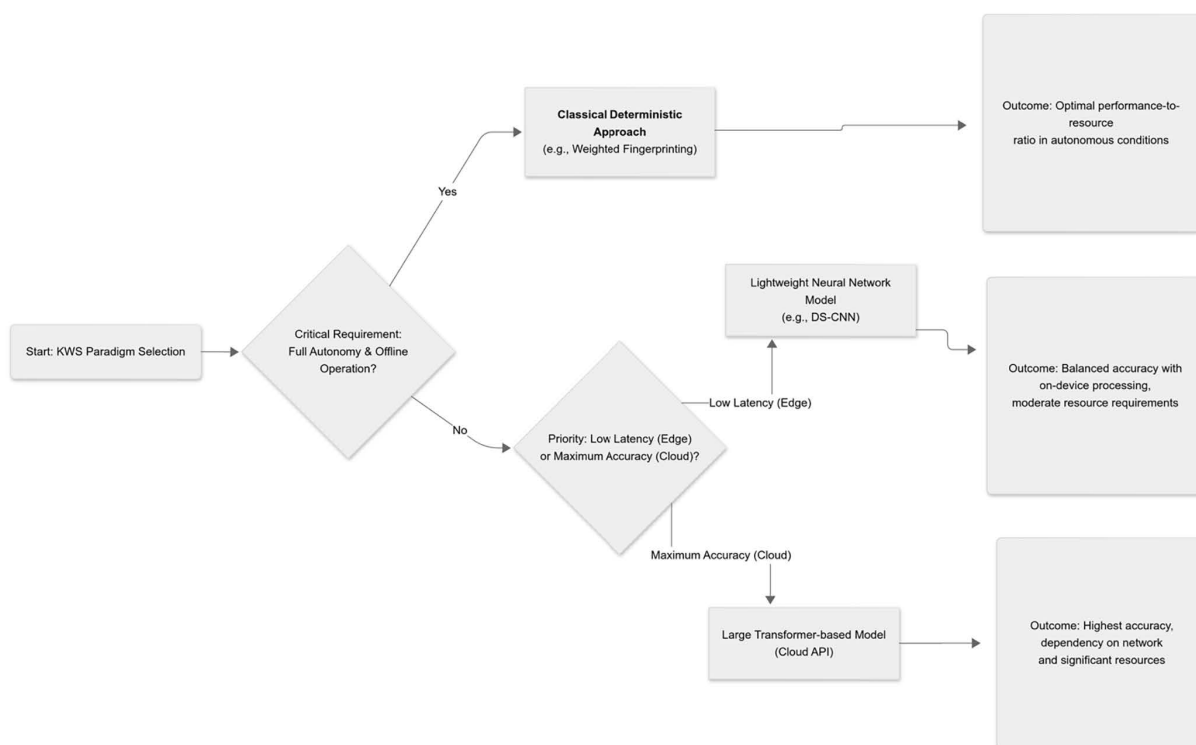 Start: KWS Paradigm Selection
Critical Requirement:
Full Autonomy & Offline
Operation?
Yes
Classical Deterministic
Approach
(e.g., Weighted Fingerprinting)
Outcome: Optimal performance-to-
resource
ratio in autonomous conditions
No
Priority: Low Latency (Edge)
or Maximum Accuracy (Cloud)?
Low Latency (Edge)
Lightweight Neural Network
Model
(e.g., DS-CNN)
Outcome: Balanced accuracy with
on-device processing,
moderate resource requirements
Maximum Accuracy (Cloud)
Large Transformer-based Model
(Cloud API)
Outcome: Highest accuracy,
dependency on network
and significant resources